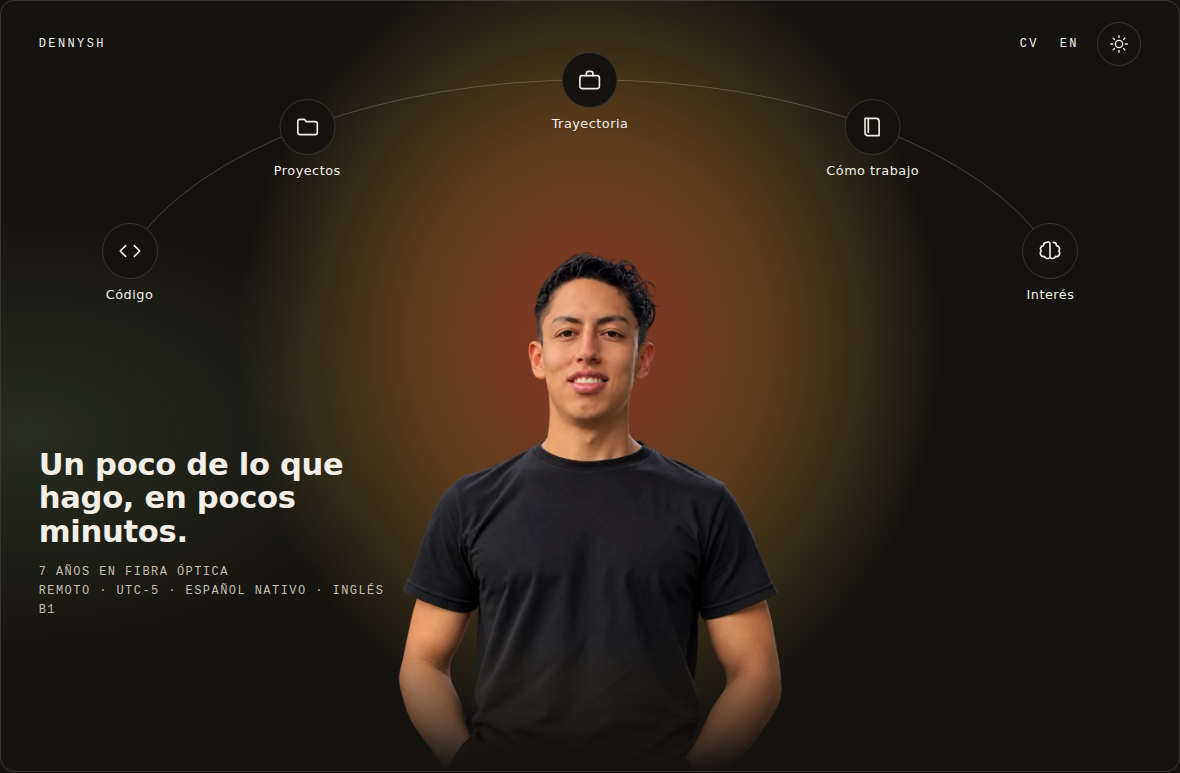 DENNYSH
CV EN
Trayectoria
Proyectos
Cómo trabajo
Código
Interés
Un poco de lo que
hago, en pocos
minutos.
7 AÑOS EN FIBRA ÓPTICA
REMOTO · UTC-5 · ESPAÑOL NATIVO · INGLÉS
B1